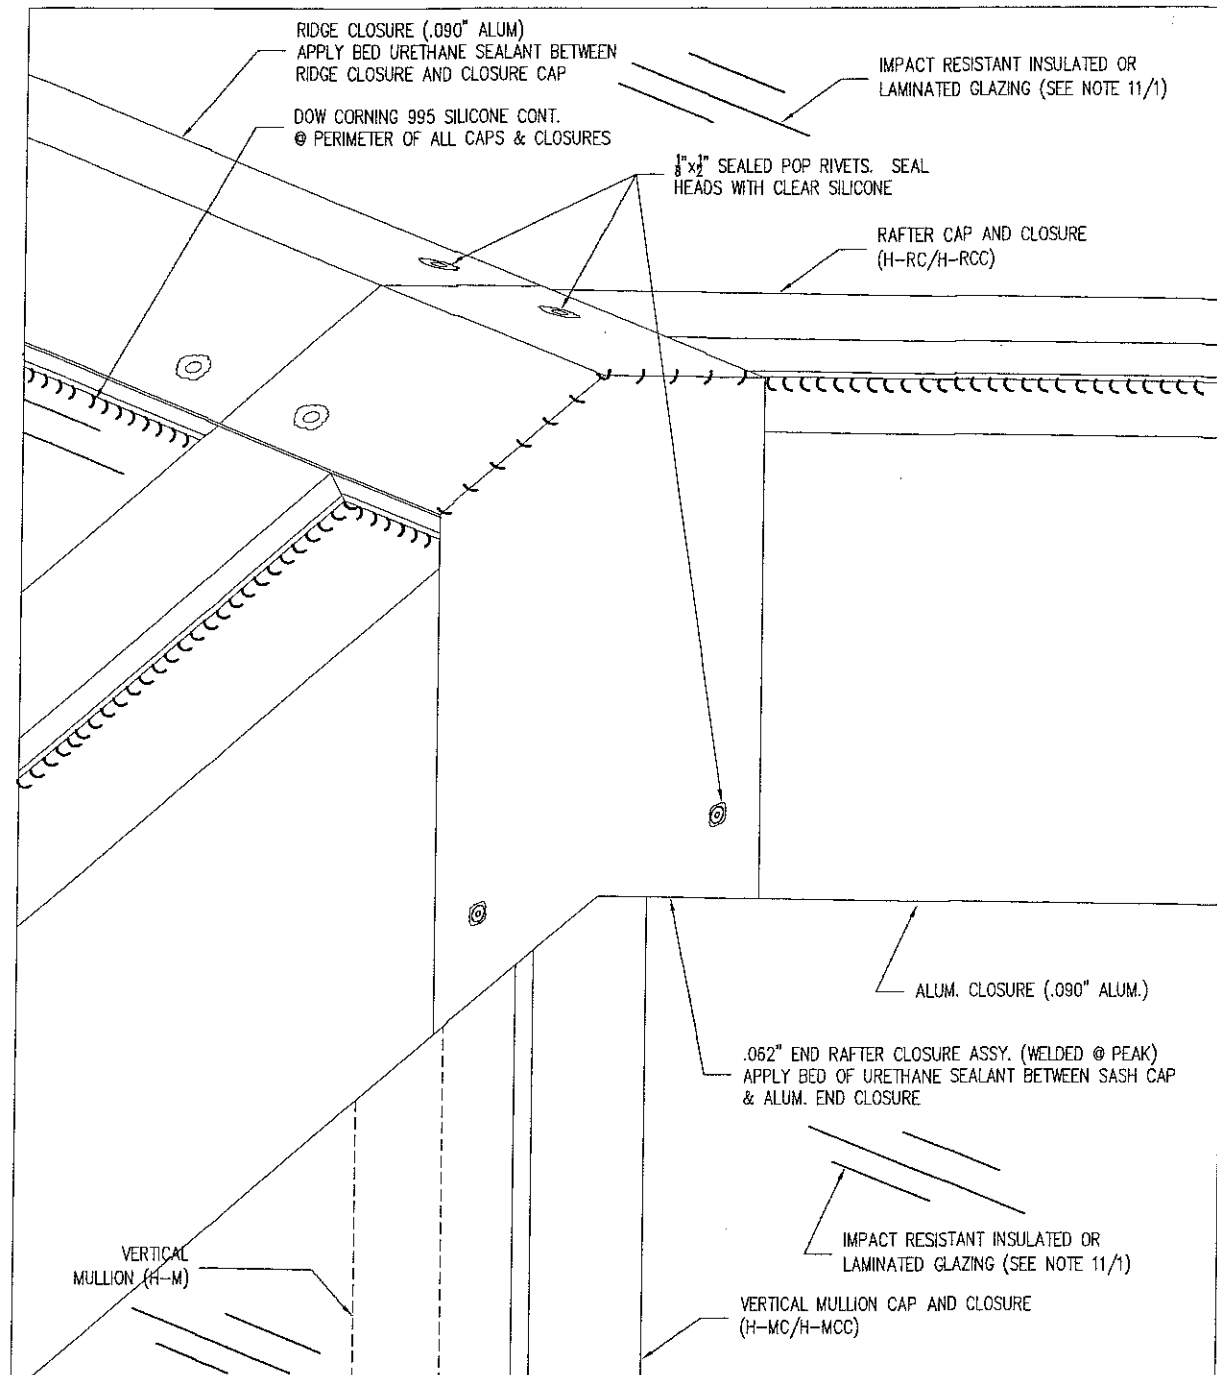 RIDGE CLOSURE (.090" ALUM)
APPLY BED URETHANE SEALANT BETWEEN
RIDGE CLOSURE AND CLOSURE CAP
DOW CORNING 995 SILICONE CONT.
@ PERIMETER OF ALL CAPS & CLOSURES
IMPACT RESISTANT INSULATED OR
LAMINATED GLAZING (SEE NOTE 11/1)
1/8"x1/2" SEALED POP RIVETS. SEAL
HEADS WITH CLEAR SILICONE
RAFTER CAP AND CLOSURE
(H-RC/H-RCC)
ALUM. CLOSURE (.090" ALUM.)
.062" END RAFTER CLOSURE ASSY. (WELDED @ PEAK)
APPLY BED OF URETHANE SEALANT BETWEEN SASH CAP
& ALUM. END CLOSURE
IMPACT RESISTANT INSULATED OR
LAMINATED GLAZING (SEE NOTE 11/1)
VERTICAL
MULLION (H-M)
VERTICAL MULLION CAP AND CLOSURE
(H-MC/H-MCC)